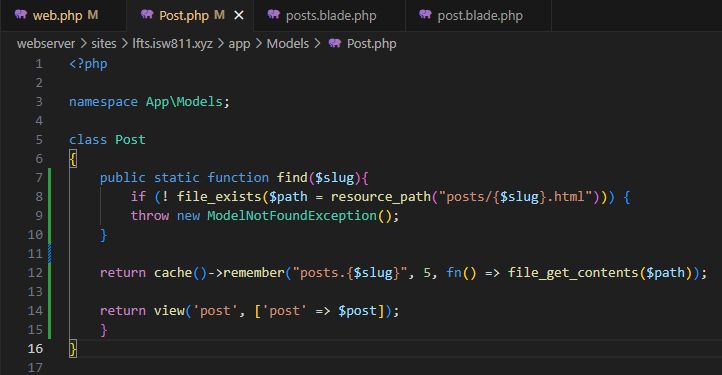 web.php M Post.php M × posts.blade.php post.blade.php
webserver > sites > lfts.isw811.xyz > app > Models > Post.php
1 <?php
2
3 namespace App\Models;
4
5 class Post
6 {
7     public static function find($slug){
8         if (! file_exists($path = resource_path("posts/{$slug}.html"))) {
9         throw new ModelNotFoundException();
10     }
11
12     return cache()->remember("posts.{$slug}", 5, fn() => file_get_contents($path));
13
14     return view('post', ['post' => $post]);
15     }
16 }
17